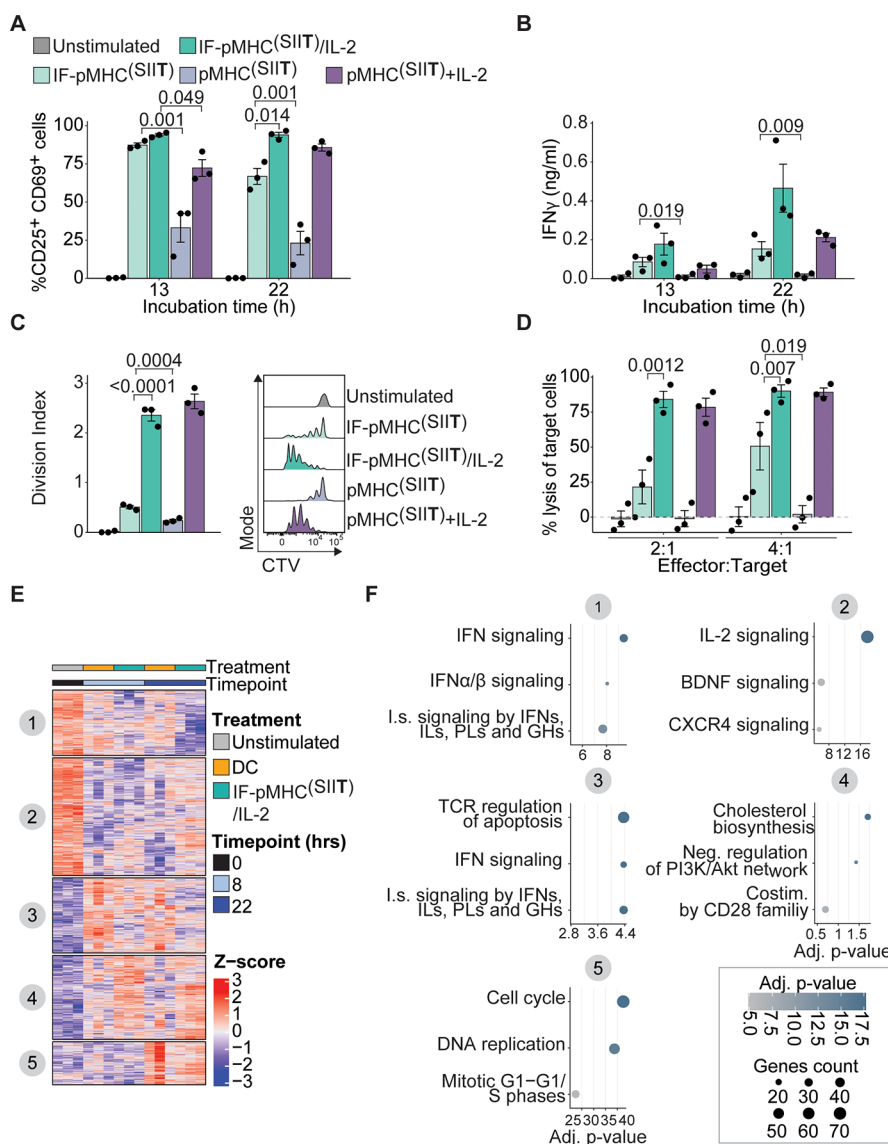 A
Unstimulated
IF-pMHC(SIIT)/IL-2
IF-pMHC(SIIT)
pMHC(SIIT)
pMHC(SIIT)+IL-2
%CD25+ CD69+ cells
100
75
50
25
0
0.049
0.001
0.001
0.014
13
22
Incubation time (h)
B
IFNγ (ng/ml)
0.8
0.6
0.4
0.2
0.0
0.019
0.009
13
22
Incubation time (h)
C
Division Index
3
2
1
0
0.0004
<0.0001
Unstimulated
IF-pMHC(SIIT)
IF-pMHC(SIIT)/IL-2
pMHC(SIIT)
pMHC(SIIT)+IL-2
Mode
0
10⁴
10⁵
CTV
D
% lysis of target cells
100
75
50
25
0
0.0012
0.019
0.007
2:1
4:1
Effector:Target
E
Treatment
Timepoint
1
2
3
4
5
Treatment
Unstimulated
DC
IF-pMHC(SIIT)
/IL-2
Timepoint (hrs)
0
8
22
Z−score
3
2
1
0
−1
−2
−3
F
1
IFN signaling
IFNα/β signaling
I.s. signaling by IFNs,
ILs, PLs and GHs
6 8
2
IL-2 signaling
BDNF signaling
CXCR4 signaling
8 12 16
3
TCR regulation
of apoptosis
IFN signaling
I.s. signaling by IFNs,
ILs, PLs and GHs
2.8 3.6 4.4
4
Cholesterol
biosynthesis
Neg. regulation
of PI3K/Akt network
Costim.
by CD28 familiy
0.5 1 1.5
Adj. p-value
5
Cell cycle
DNA replication
Mitotic G1−G1/
S phases
25 30 35 40
Adj. p-value
Adj. p-value
5.0 7.5 10.0 12.5 15.0 17.5
Genes count
20 30 40
50 60 70